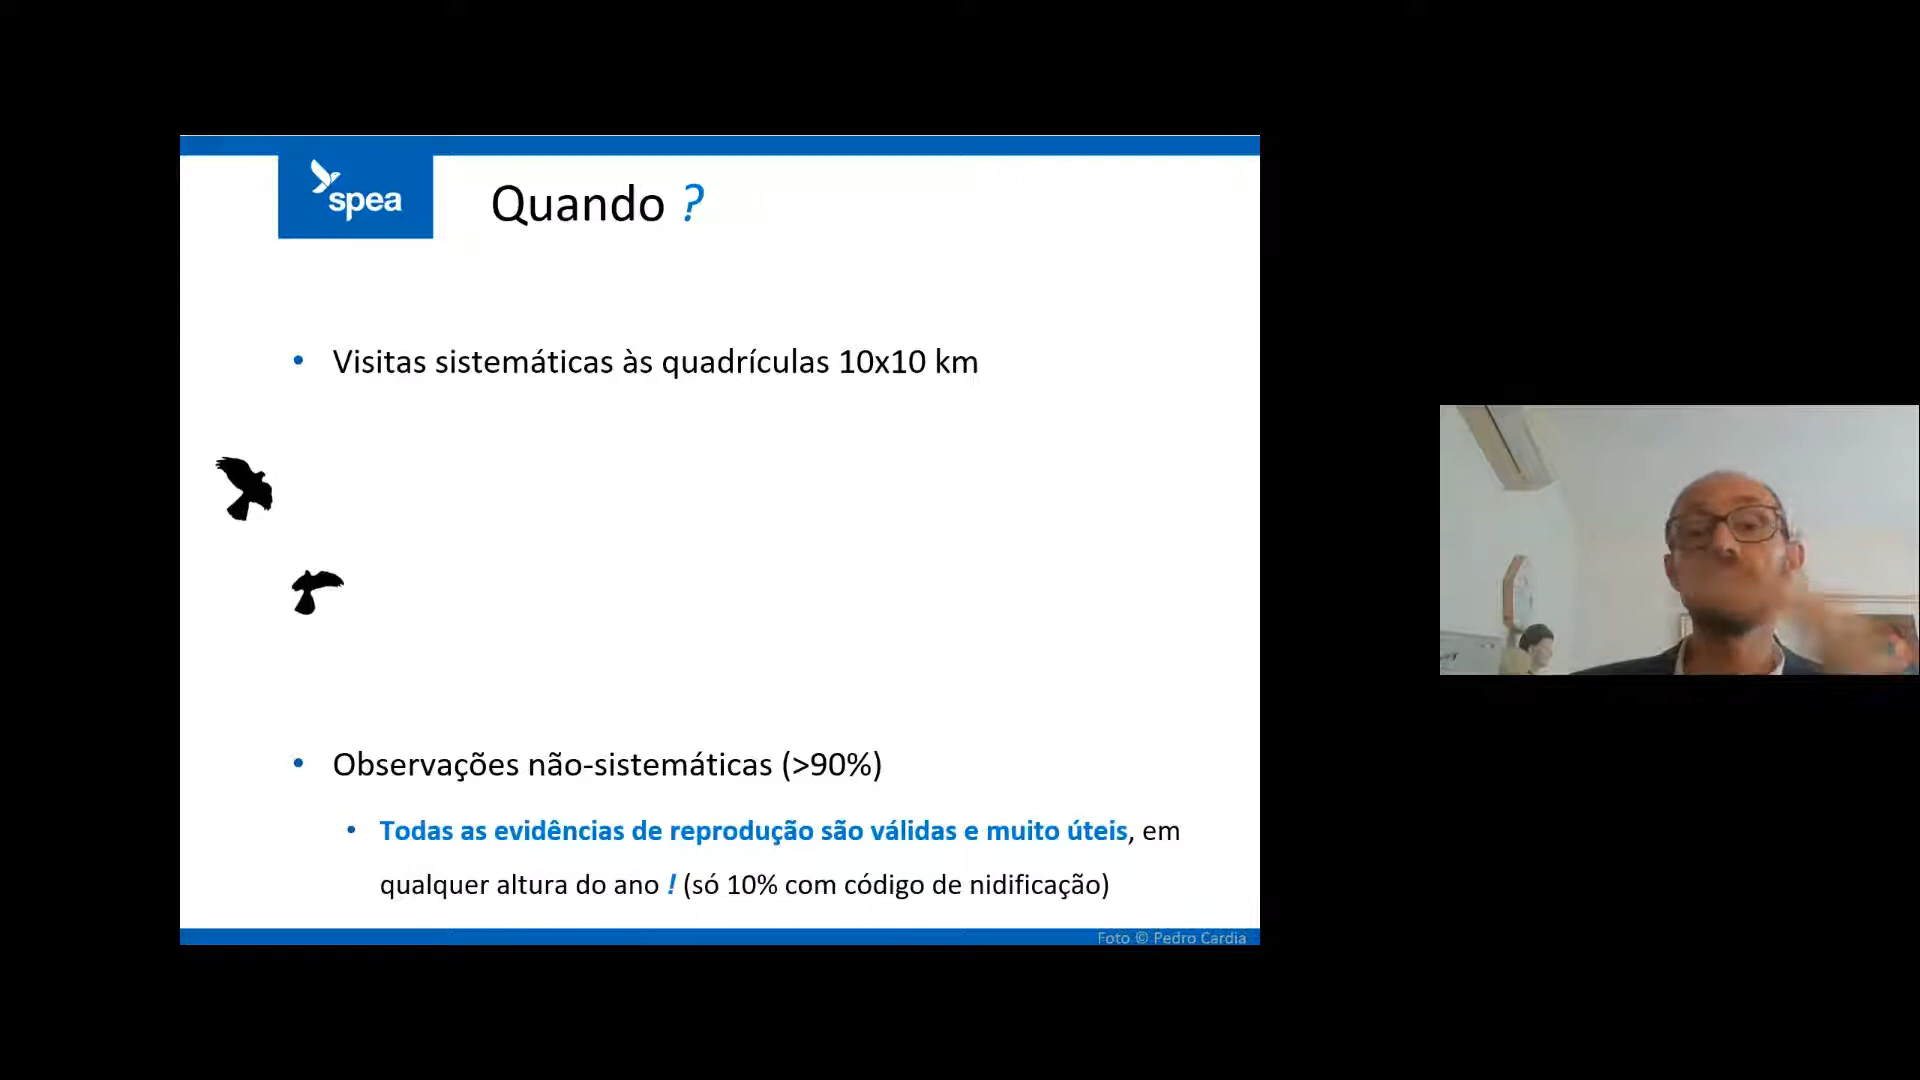 spea
Quando ?
• Visitas sistemáticas às quadrículas 10x10 km
• Observações não-sistemáticas (>90%)
• Todas as evidências de reprodução são válidas e muito úteis, em
qualquer altura do ano ! (só 10% com código de nidificação)
Foto © Pedro Cardia